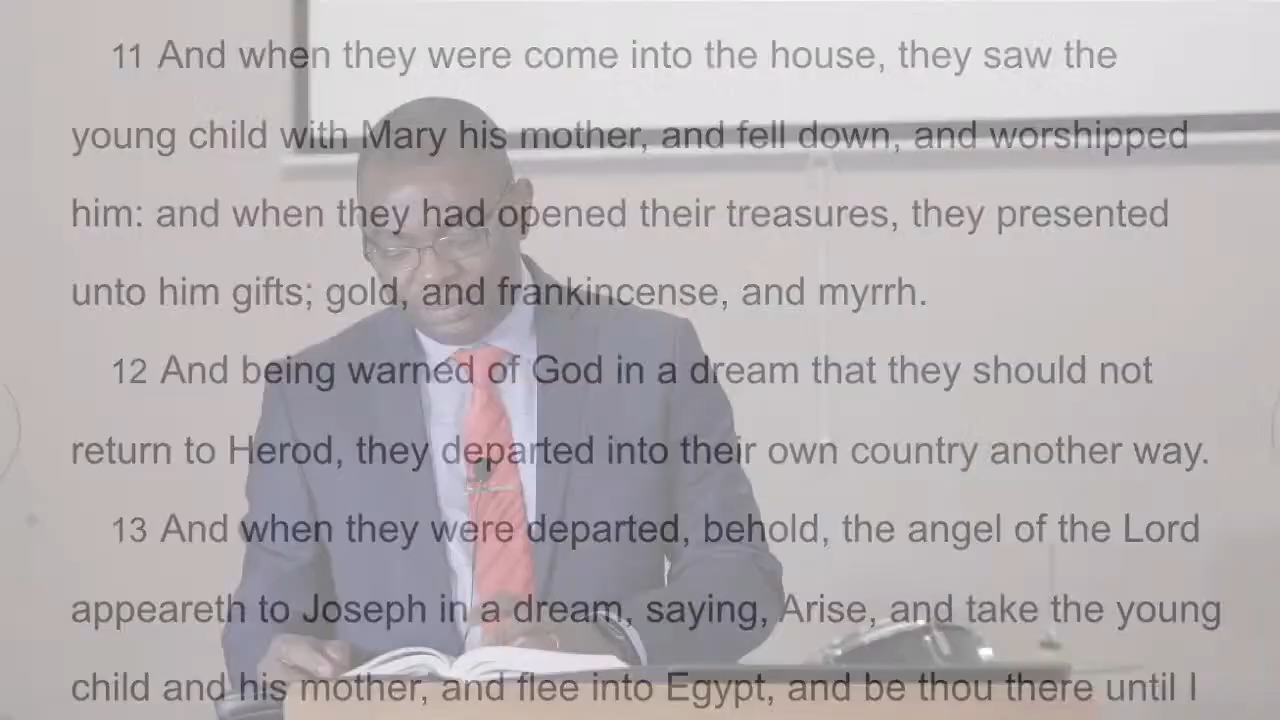 11 And when they were come into the house, they saw the
young child with Mary his mother, and fell down, and worshipped
him: and when they had opened their treasures, they presented
unto him gifts; gold, and frankincense, and myrrh.
12 And being warned of God in a dream that they should not
return to Herod, they departed into their own country another way.
13 And when they were departed, behold, the angel of the Lord
appeareth to Joseph in a dream, saying, Arise, and take the young
child and his mother, and flee into Egypt, and be thou there until I